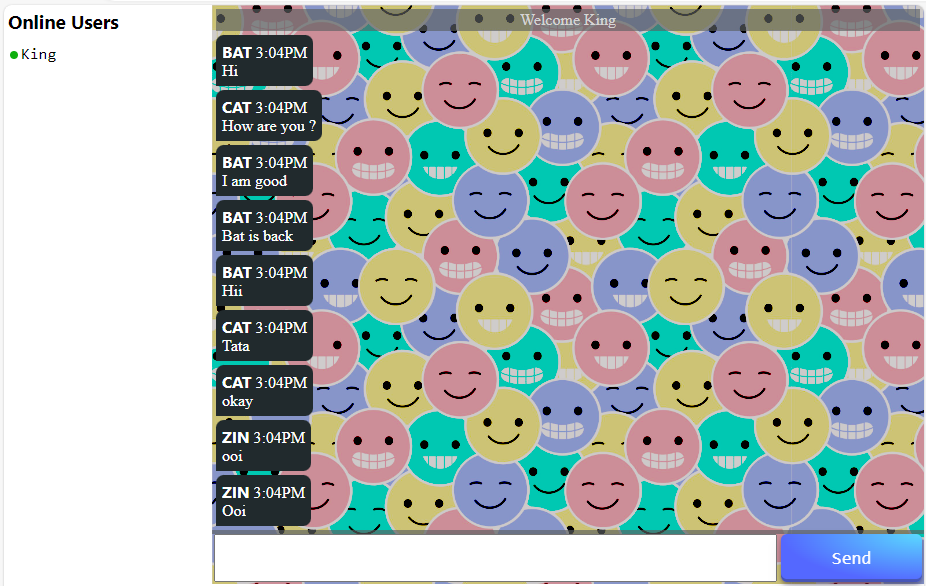 Online Users
King
Welcome King
BAT 3:04PM
Hi
CAT 3:04PM
How are you ?
BAT 3:04PM
I am good
BAT 3:04PM
Bat is back
BAT 3:04PM
Hii
CAT 3:04PM
Tata
CAT 3:04PM
okay
ZIN 3:04PM
ooi
ZIN 3:04PM
Ooi
Send